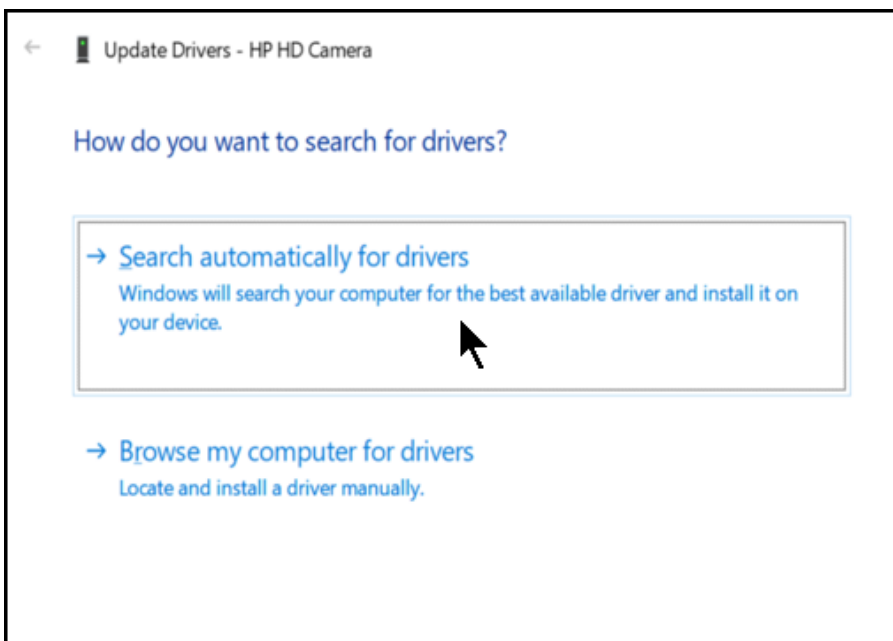 Update Drivers - HP HD Camera
How do you want to search for drivers?
Search automatically for drivers
Windows will search your computer for the best available driver and install it on
your device.
Browse my computer for drivers
Locate and install a driver manually.